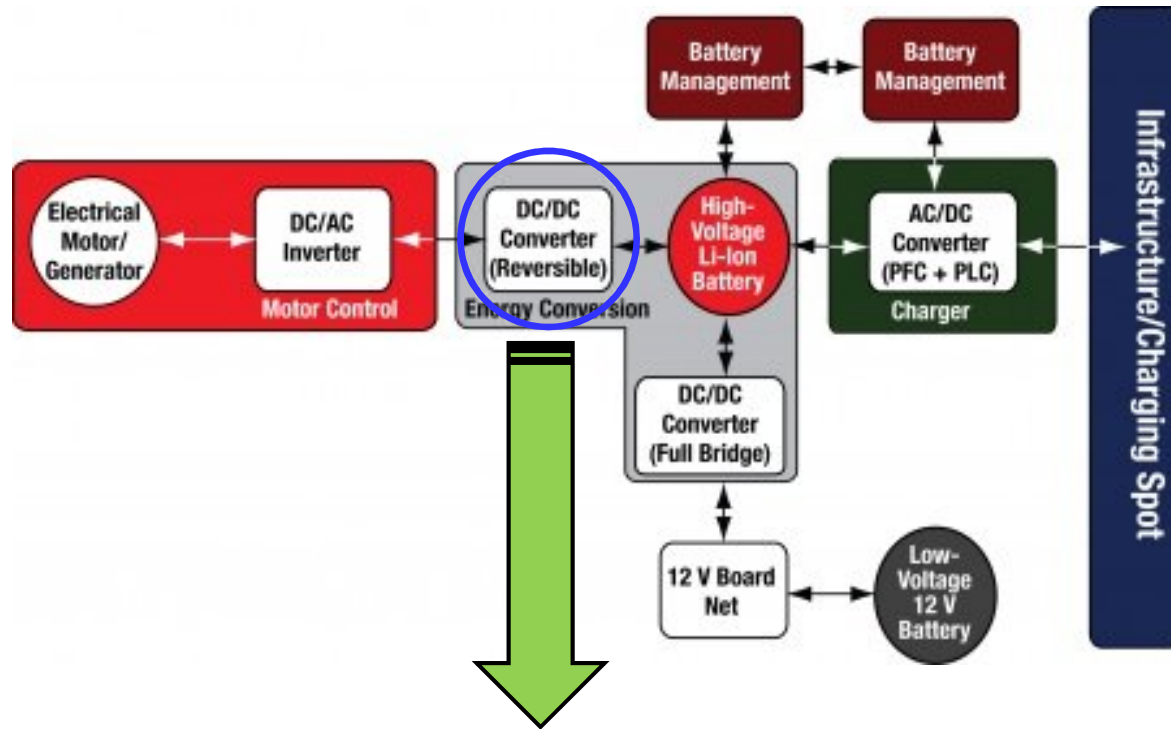 Battery
Management
Battery
Management
Electrical
Motor/
Generator
DC/AC
Inverter
Motor Control
DC/DC
Converter
(Reversible)
Energy Conversion
High-
Voltage
Li-Ion
Battery
AC/DC
Converter
(PFC + PLC)
Charger
Infrastructure/Charging Spot
DC/DC
Converter
(Full Bridge)
12 V Board
Net
Low-
Voltage
12 V
Battery